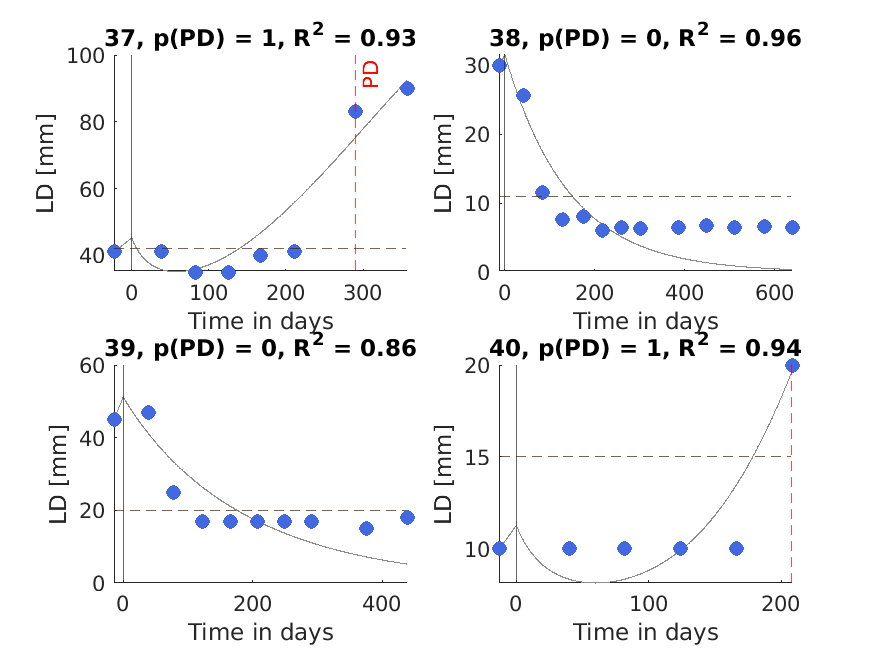 37, p(PD) = 1, R² = 0.93
100
80
60
40
LD [mm]
PD
0 100 200 300
Time in days
38, p(PD) = 0, R² = 0.96
30
20
10
0
LD [mm]
0 200 400 600
Time in days
39, p(PD) = 0, R² = 0.86
60
40
20
0
LD [mm]
0 200 400
Time in days
40, p(PD) = 1, R² = 0.94
20
15
10
LD [mm]
0 100 200
Time in days